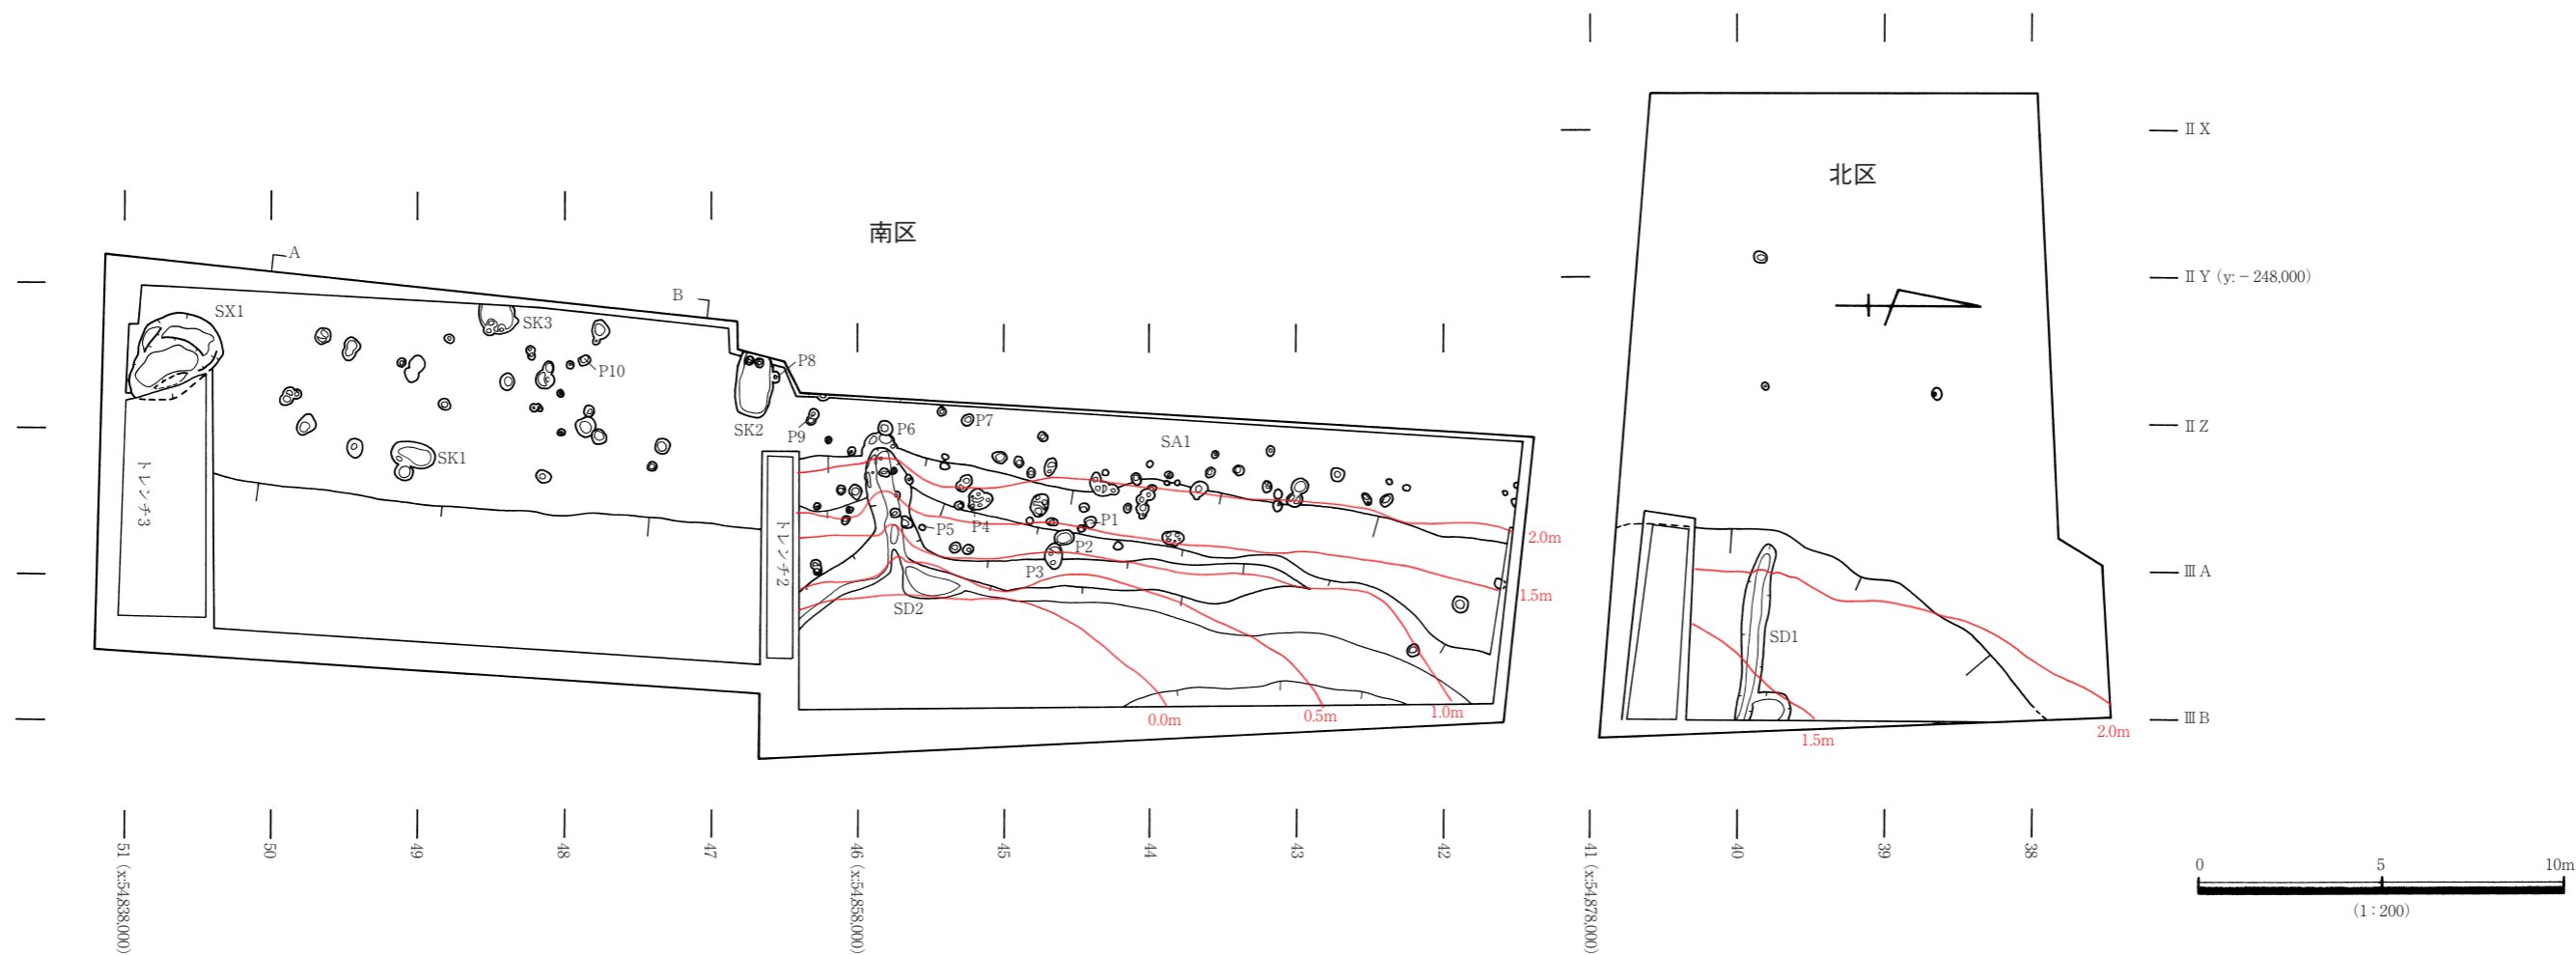 北区
南区
ⅡX
ⅡY (y: − 248,000)
ⅡZ
ⅢA
ⅢB
A
B
SX1
SK3
P10
SK1
トレンチ3
P8
SK2
P9
P6
P7
SA1
P5
P4
P1
P2
P3
SD2
トレンチ2
2.0m
1.5m
0.0m
0.5m
1.0m
SD1
1.5m
2.0m
51 (x:54,838,000)
50
49
48
47
46 (x:54,858,000)
45
44
43
42
41 (x:54,878,000)
40
39
38
0 5 10m
(1 : 200)